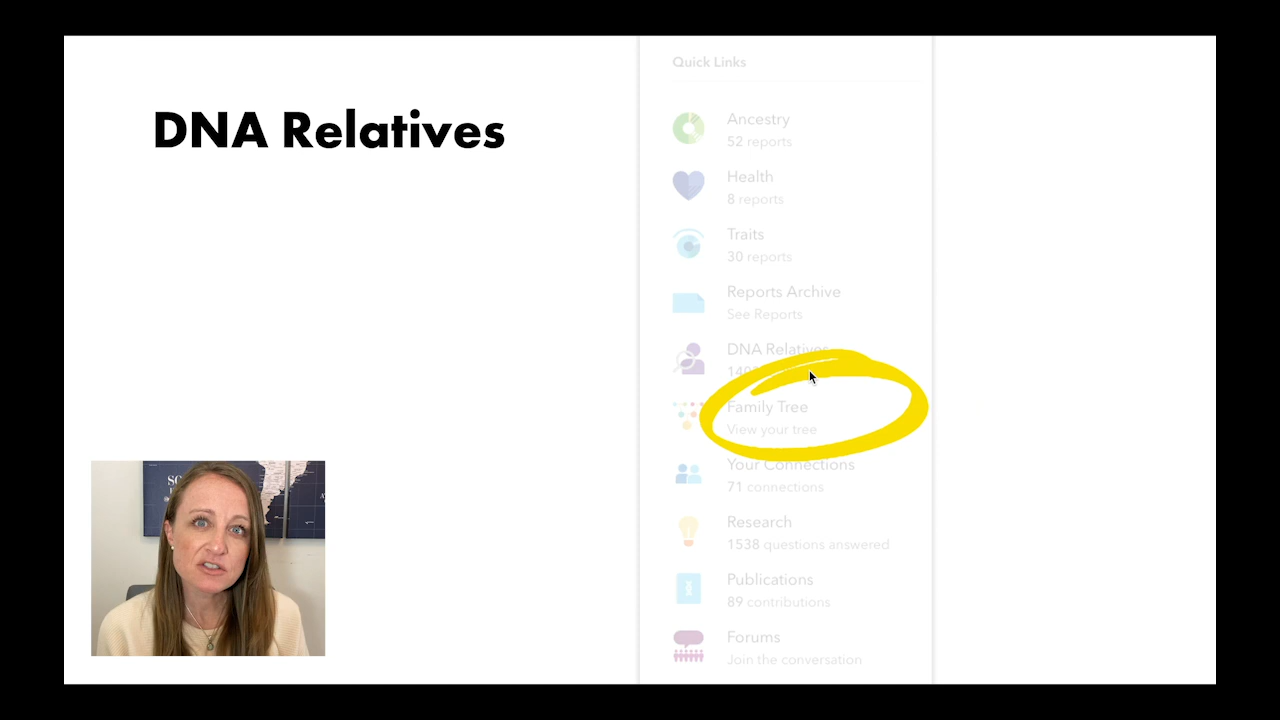 DNA Relatives
Quick Links
Ancestry
52 reports
Health
8 reports
Traits
30 reports
Reports Archive
See Reports
DNA Relatives
Family Tree
View your tree
Your Connections
71 connections
Research
1538 questions answered
Publications
89 contributions
Forums
Join the conversation